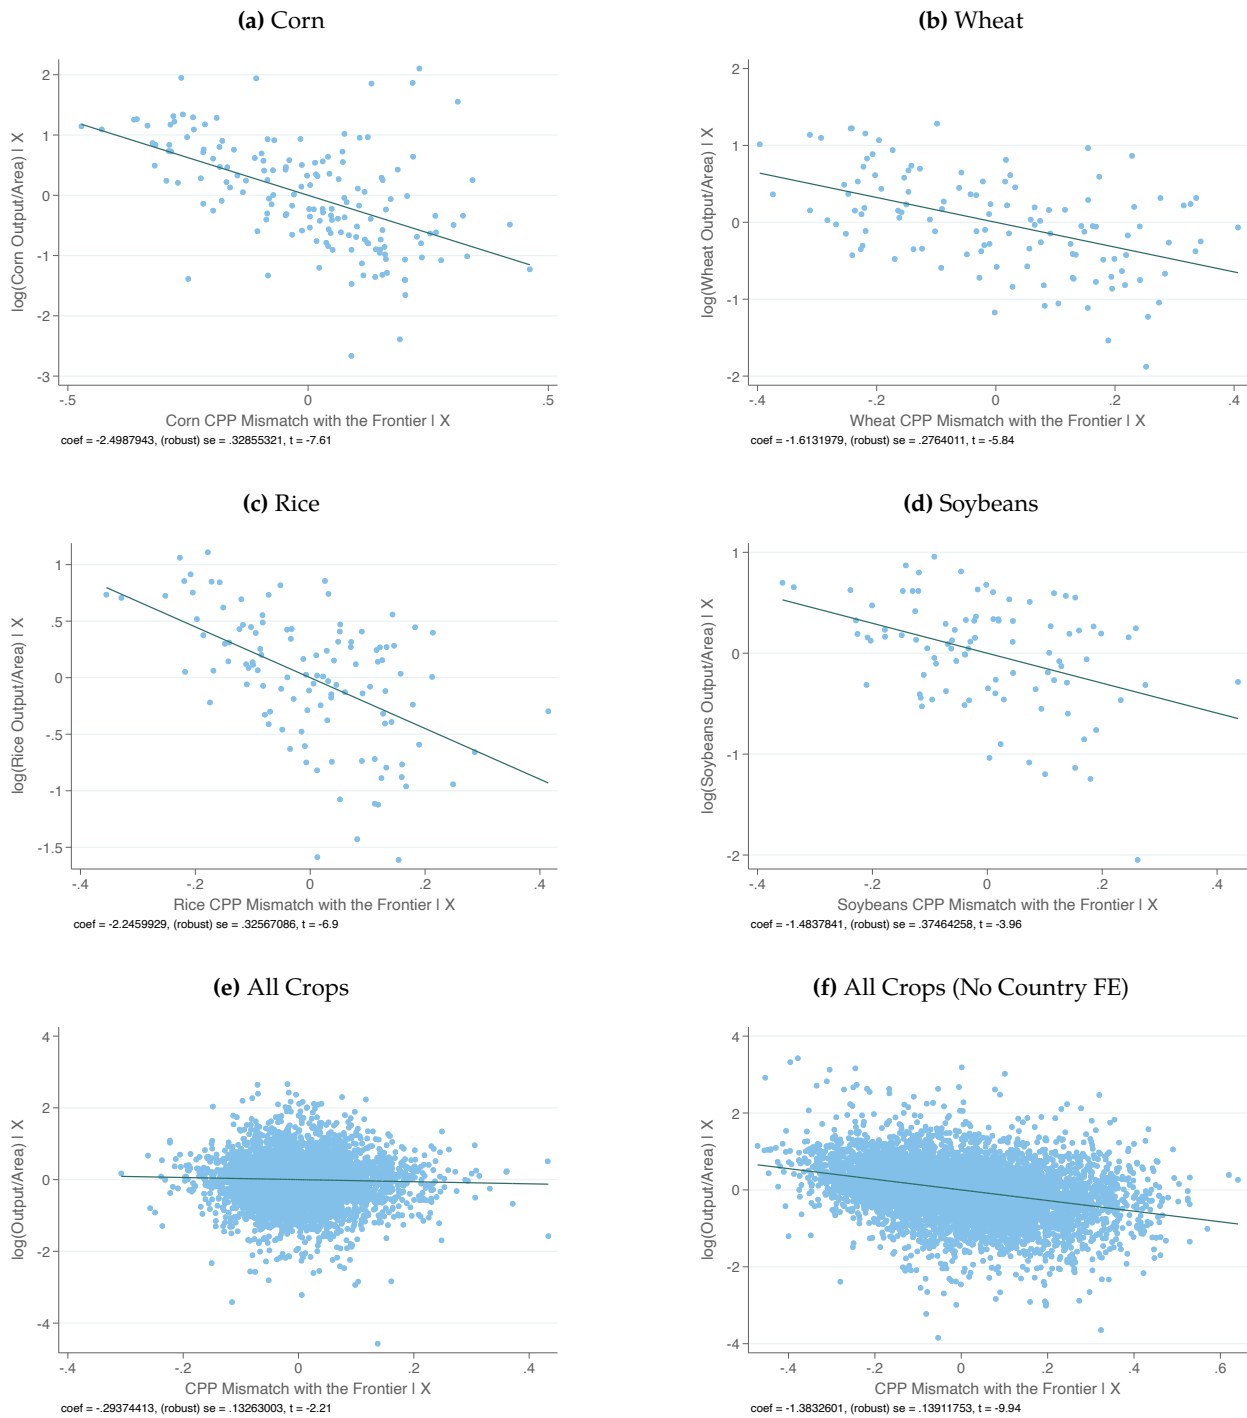 (a) Corn
log(Corn Output/Area) | X
2
1
0
-1
-2
-3
-.5
0
.5
Corn CPP Mismatch with the Frontier | X
coef = -2.4987943, (robust) se = .32855321, t = -7.61
(b) Wheat
log(Wheat Output/Area) | X
2
1
0
-1
-2
-.4
-.2
0
.2
.4
Wheat CPP Mismatch with the Frontier | X
coef = -1.6131979, (robust) se = .2764011, t = -5.84
(c) Rice
log(Rice Output/Area) | X
1
.5
0
-.5
-1
-1.5
-.4
-.2
0
.2
.4
Rice CPP Mismatch with the Frontier | X
coef = -2.2459929, (robust) se = .32567086, t = -6.9
(d) Soybeans
log(Soybeans Output/Area) | X
1
0
-1
-2
-.4
-.2
0
.2
.4
Soybeans CPP Mismatch with the Frontier | X
coef = -1.4837841, (robust) se = .37464258, t = -3.96
(e) All Crops
log(Output/Area) | X
4
2
0
-2
-4
-.4
-.2
0
.2
.4
CPP Mismatch with the Frontier | X
coef = -.29374413, (robust) se = .13263003, t = -2.21
(f) All Crops (No Country FE)
log(Output/Area) | X
4
2
0
-2
-4
-.4
-.2
0
.2
.4
.6
CPP Mismatch with the Frontier | X
coef = -1.3832601, (robust) se = .13911753, t = -9.94